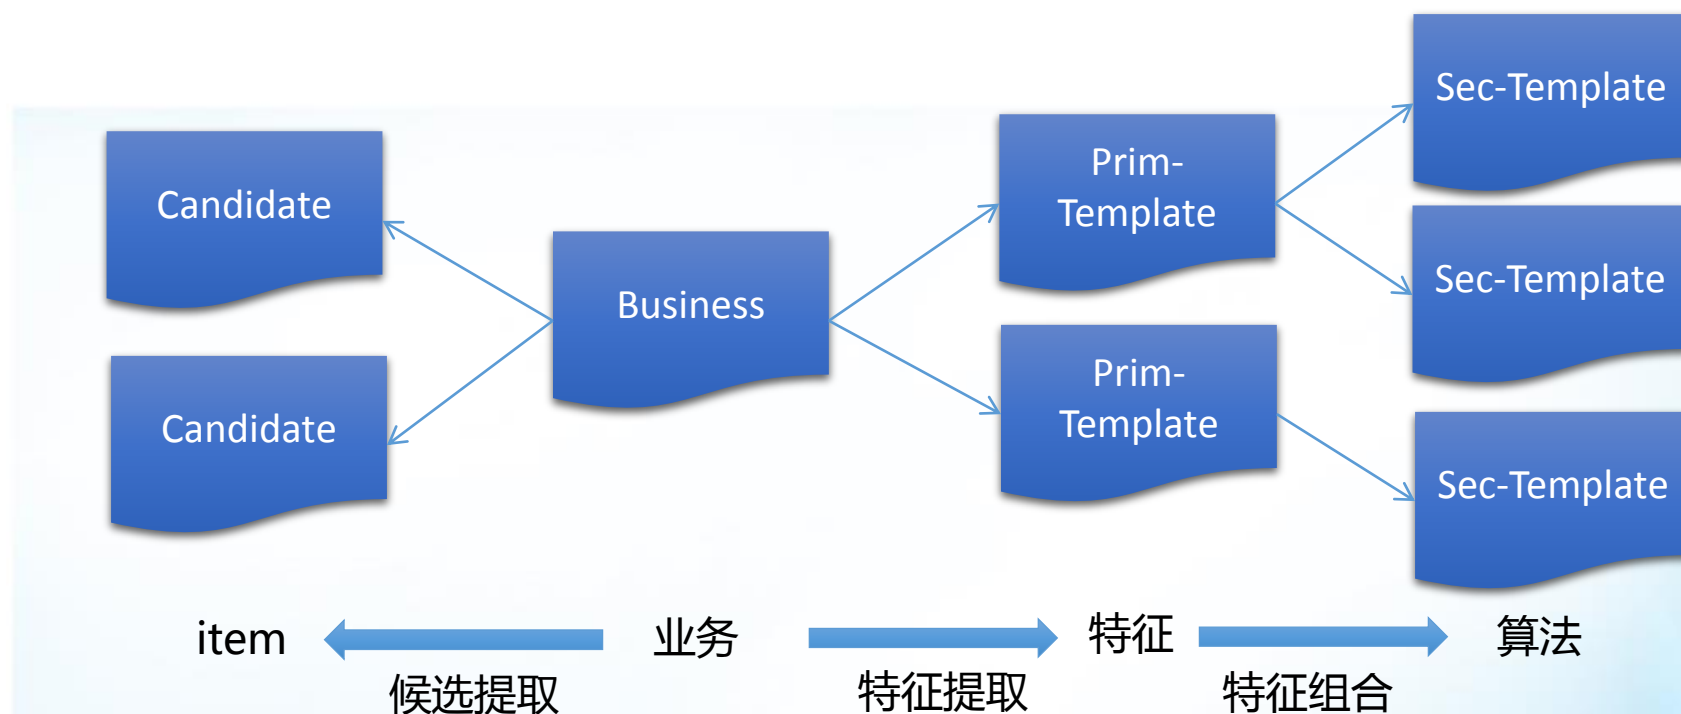 Candidate
Candidate
Business
Prim-
Template
Prim-
Template
Sec-Template
Sec-Template
Sec-Template
item
业务
特征
算法
候选提取
特征提取
特征组合